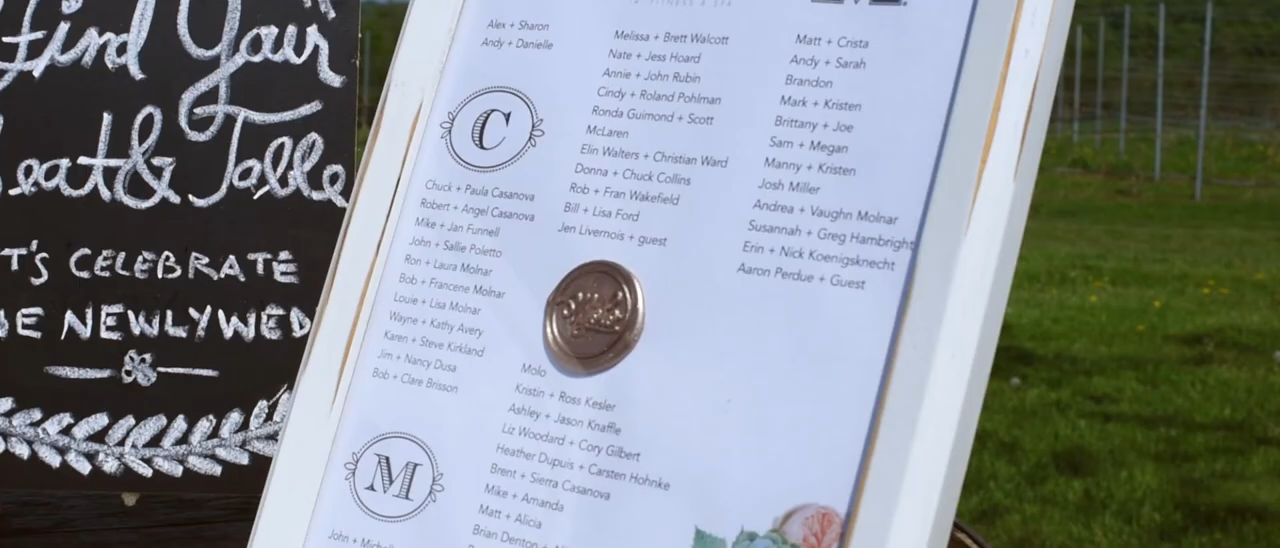 Find Your
eat & Table
T'S CELEBRATE
E NEWLYWED
FITNESS & SPA
Alex + Sharon
Andy + Danielle
C
Chuck + Paula Casanova
Robert + Angel Casanova
Mike + Jan Funnell
John + Sallie Poletto
Ron + Laura Molnar
Bob + Francene Molnar
Louie + Lisa Molnar
Wayne + Kathy Avery
Karen + Steve Kirkland
Jim + Nancy Dusa
Bob + Clare Brisson
M
John +
Melissa + Brett Walcott
Nate + Jess Hoard
Annie + John Rubin
Cindy + Roland Pohlman
Ronda Guimond + Scott
McLaren
Elin Walters + Christian Ward
Donna + Chuck Collins
Rob + Fran Wakefield
Bill + Lisa Ford
Jen Livernois + guest
Molo
Kristin + Ross Kesler
Ashley + Jason Knaffle
Liz Woodard + Cory Gilbert
Heather Dupuis + Carsten Hohnke
Brent + Sierra Casanova
Mike + Amanda
Matt + Alicia
Brian Denton +
Matt + Crista
Andy + Sarah
Brandon
Mark + Kristen
Brittany + Joe
Sam + Megan
Manny + Kristen
Josh Miller
Andrea + Vaughn Molnar
Susannah + Greg Hambright
Erin + Nick Koenigsknecht
Aaron Perdue + Guest